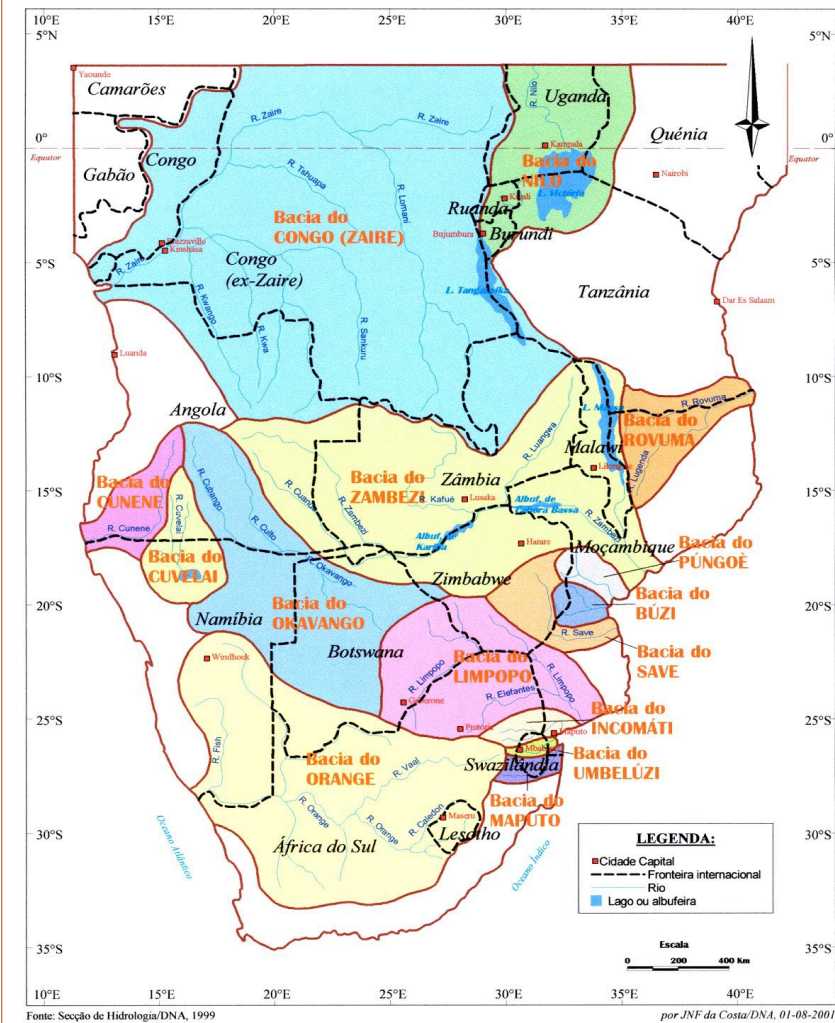 10°E 15°E 20°E 25°E 30°E 35°E 40°E
5°N
5°N
Yaounde
Camarões
R. Nilo
Uganda
R. Zaire
R. Zaire
0°
0°
Quénia
Kampala
Equator
Equator
Congo
Gabão
Bacia do
NILO
L. Victória
Nairobi
R. Tshuapa
R. Lomani
Ruanda
Kigali
Bacia do
CONGO (ZAIRE)
Bujumbura
Burundi
Brazzaville
Kinshasa
R. Zaire
Congo
(ex-Zaire)
5°S
5°S
L. Tanganika
Tanzânia
Dar Es Salaam
R. Kwango
R. Kwa
R. Sankuru
Luanda
10°S
10°S
Angola
R. Rovuma
L. Niassa
Bacia do
ROVUMA
R. Luangwa
Malawi
Lilongwe
R. Lugenda
Bacia do
CUNENE
R. Cubango
Bacia do
ZAMBEZI
Zâmbia
15°S
15°S
R. Cuvelai
R. Cuando
R. Zambezi
R. Kafué
Lusaka
Albuf. de
Cahora Bassa
R. Zambezi
R. Cunene
R. Cuito
Albuf. de
Kariba
Harare
Moçambique
Bacia do
PÚNGOÈ
Bacia do
CUVELAI
R. Okavango
Zimbabwe
Bacia do
BÚZI
20°S
20°S
Namíbia
Bacia do
OKAVANGO
R. Save
Bacia do
SAVE
Windhoek
Botswana
Bacia do
LIMPOPO
R. Limpopo
R. Limpopo
R. Elefantes
Gaberone
25°S
25°S
Pretória
Bacia do
INCOMÁTI
Maputo
Mbabane
R. Fish
Bacia do
ORANGE
Swazilândia
Bacia do
UMBELÚZI
R. Vaal
Bacia do
MAPUTO
R. Orange
R. Orange
R. Caledon
Maseru
Lesotho
Oceano Atlântico
África do Sul
Oceano Índico
30°S
30°S
LEGENDA:
Cidade Capital
Fronteira internacional
Rio
Lago ou albufeira
35°S
35°S
Escala
0 200 400 Km
10°E 15°E 20°E 25°E 30°E 35°E 40°E
Fonte: Secção de Hidrologia/DNA, 1999
por JNF da Costa/DNA, 01-08-2001